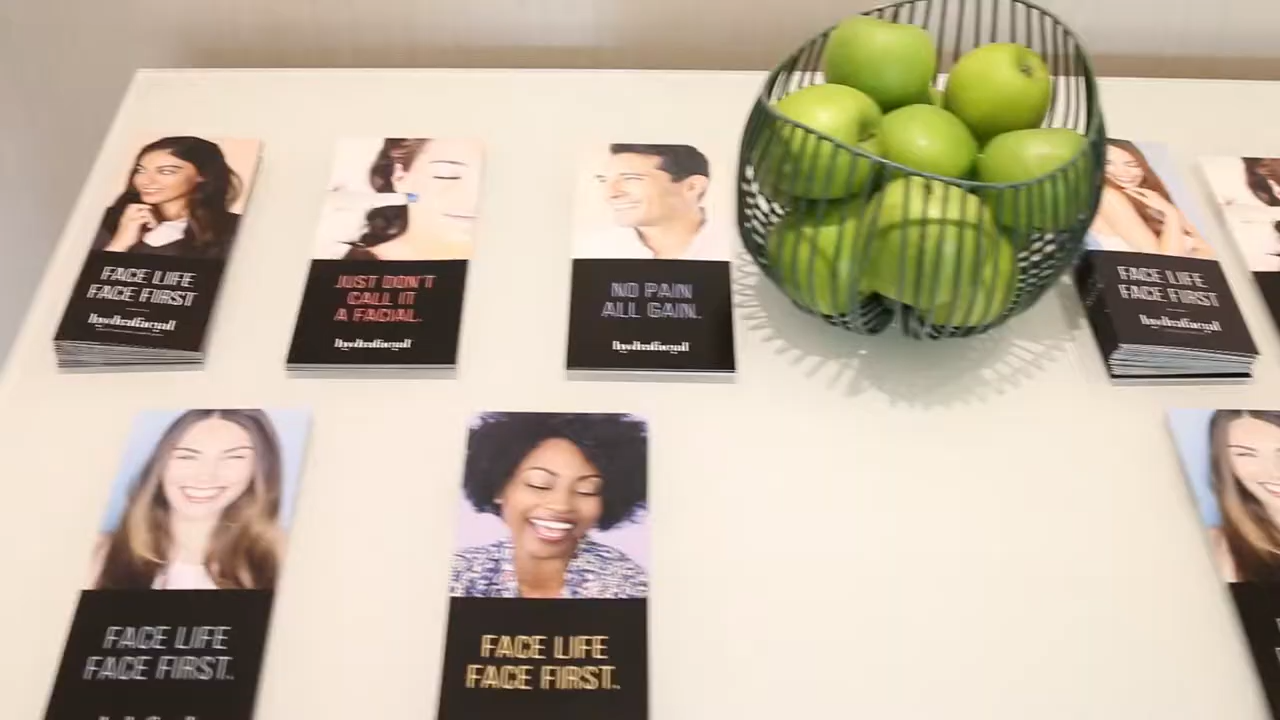 FACE LIFE
FACE FIRST
hydrafacial
JUST DON'T
CALL IT
A FACIAL.
hydrafacial
NO PAIN
ALL GAIN.
hydrafacial
FACE LIFE
FACE FIRST
hydrafacial
FACE LIFE
FACE FIRST.
FACE LIFE
FACE FIRST.